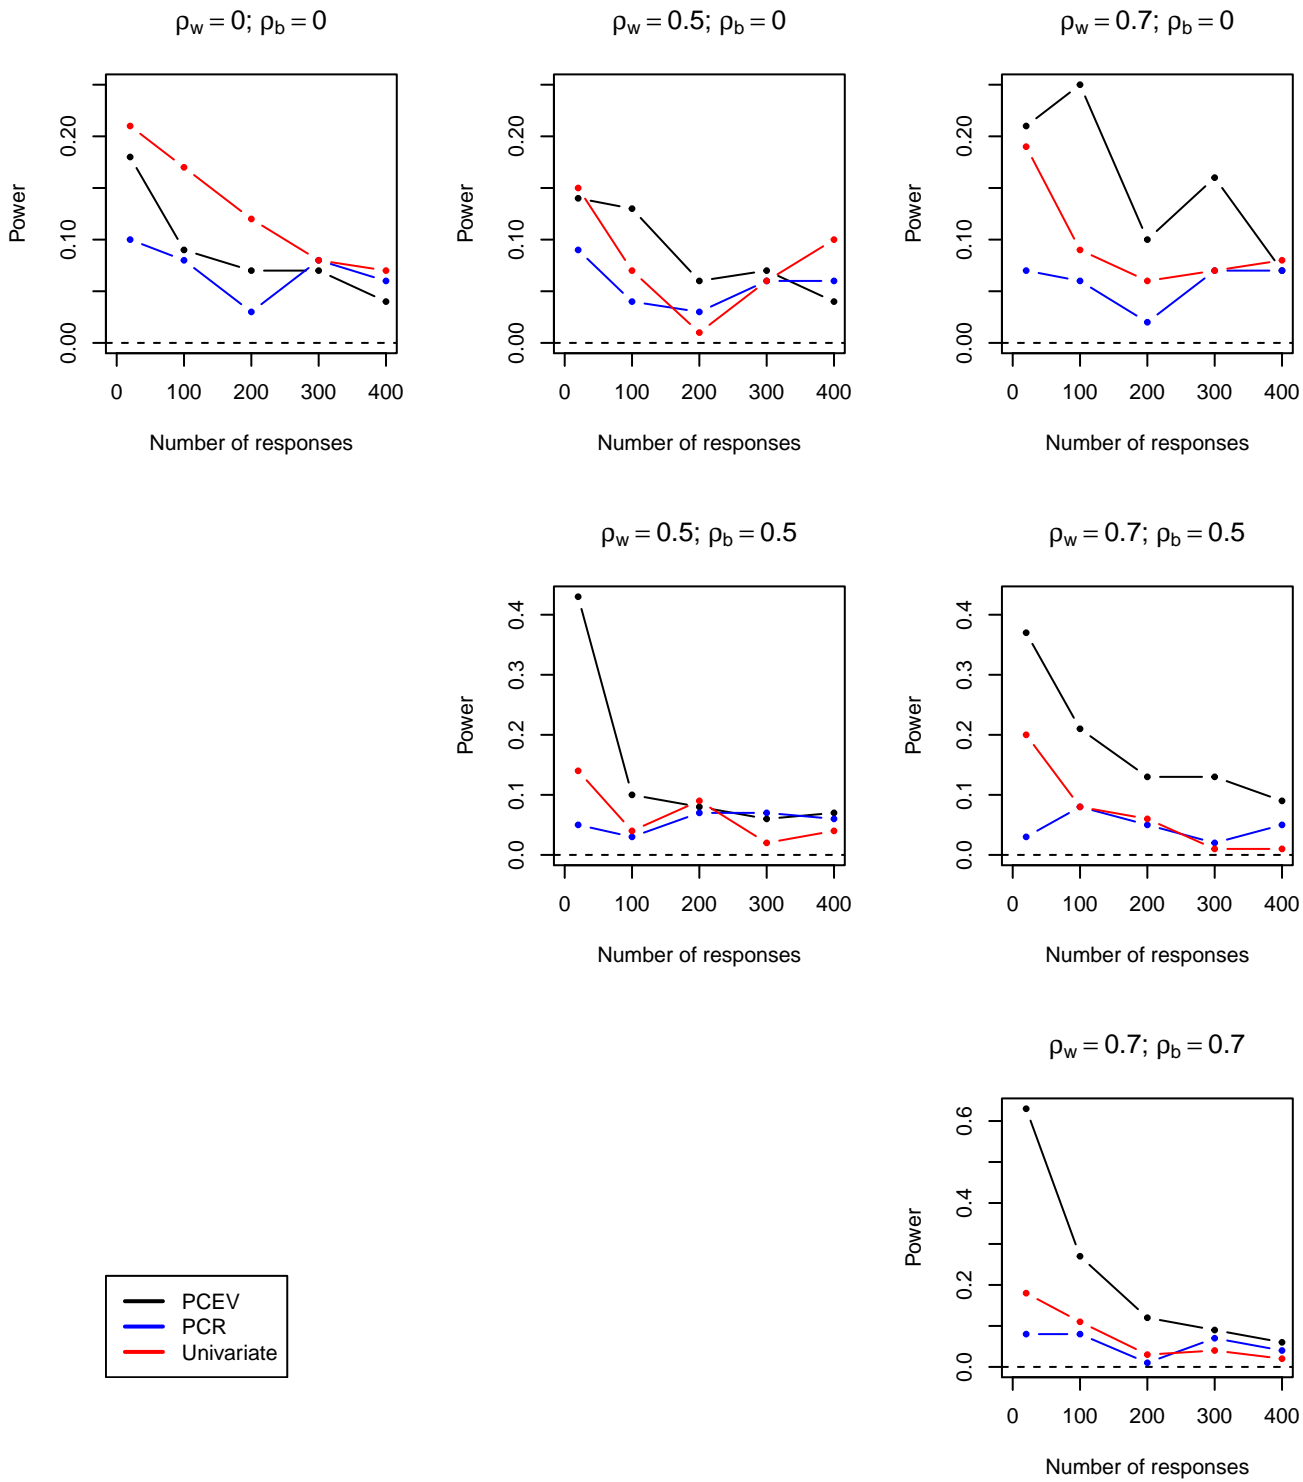 ρw = 0; ρb = 0
Power
0.00 0.10 0.20
0 100 200 300 400
Number of responses
ρw = 0.5; ρb = 0
Power
0.00 0.10 0.20
0 100 200 300 400
Number of responses
ρw = 0.7; ρb = 0
Power
0.00 0.10 0.20
0 100 200 300 400
Number of responses
ρw = 0.5; ρb = 0.5
Power
0.0 0.1 0.2 0.3 0.4
0 100 200 300 400
Number of responses
ρw = 0.7; ρb = 0.5
Power
0.0 0.1 0.2 0.3 0.4
0 100 200 300 400
Number of responses
ρw = 0.7; ρb = 0.7
Power
0.0 0.2 0.4 0.6
0 100 200 300 400
Number of responses
PCEV
PCR
Univariate